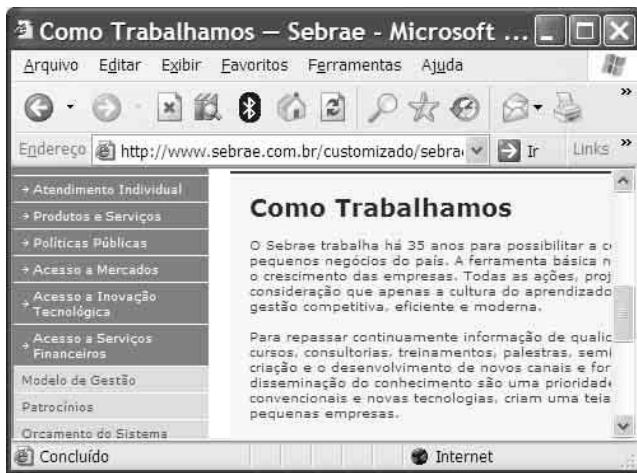 Como Trabalhamos — Sebrae - Microsoft ...
Arquivo Editar Exibir Favoritos Ferramentas Ajuda
Endereço http://www.sebrae.com.br/customizado/sebra Ir Links
Atendimento Individual
Produtos e Serviços
Políticas Públicas
Acesso a Mercados
Acesso a Inovação
Tecnológica
Acesso a Serviços
Financeiros
Modelo de Gestão
Patrocínios
Orçamento do Sistema
Como Trabalhamos
O Sebrae trabalha há 35 anos para possibilitar a
pequenos negócios do país. A ferramenta básica
o crescimento das empresas. Todas as ações, proj
consideração que apenas a cultura do aprendizado
gestão competitiva, eficiente e moderna.
Para repassar continuamente informação de qualid
cursos, consultorias, treinamentos, palestras, semi
criação e o desenvolvimento de novos canais e for
disseminação do conhecimento são uma prioridade
convencionais e novas tecnologias, criam uma teia
pequenas empresas.
Concluído Internet